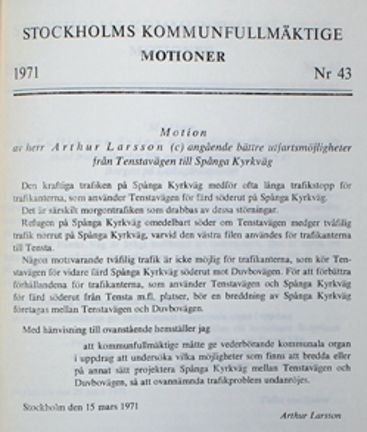 STOCKHOLMS KOMMUNFULLMÄKTIGE
MOTIONER
1971 Nr 43
Motion
av herr Arthur Larsson (c) angående bättre utfartsmöjligheter
från Tenstavägen till Spånga Kyrkväg
Den kraftiga trafiken på Spånga Kyrkväg medför ofta långa trafikstopp för
trafikanterna, som använder Tenstavägen för färd söderut på Spånga Kyrkväg.
Det är särskilt morgontrafiken som drabbas av dessa störningar.
Refugen på Spånga Kyrkväg omedelbart söder om Tenstavägen medger tvåfilig
trafik norrut på Spånga Kyrkväg, varvid den västra filen användes för trafikanterna
till Tensta.
Någon motsvarande tvåfilig trafik är icke möjlig för trafikanterna, som kör Ten-
stavägen för vidare färd Spånga Kyrkväg söderut mot Duvbovägen. För att förbättra
förhållandena för trafikanterna, som använder Tenstavägen och Spånga Kyrkväg
för färd söderut från Tensta m.fl. platser, bör en breddning av Spånga Kyrkväg
företagas mellan Tenstavägen och Duvbovägen.
Med hänvisning till ovanstående hemställer jag
att kommunfullmäktige måtte ge vederbörande kommunala organ
i uppdrag att undersöka vilka möjligheter som finns att bredda eller
på annat sätt projektera Spånga Kyrkväg mellan Tenstavägen och
Duvbovägen, så att ovannämnda trafikproblem undanröjes.
Stockholm den 15 mars 1971
Arthur Larsson